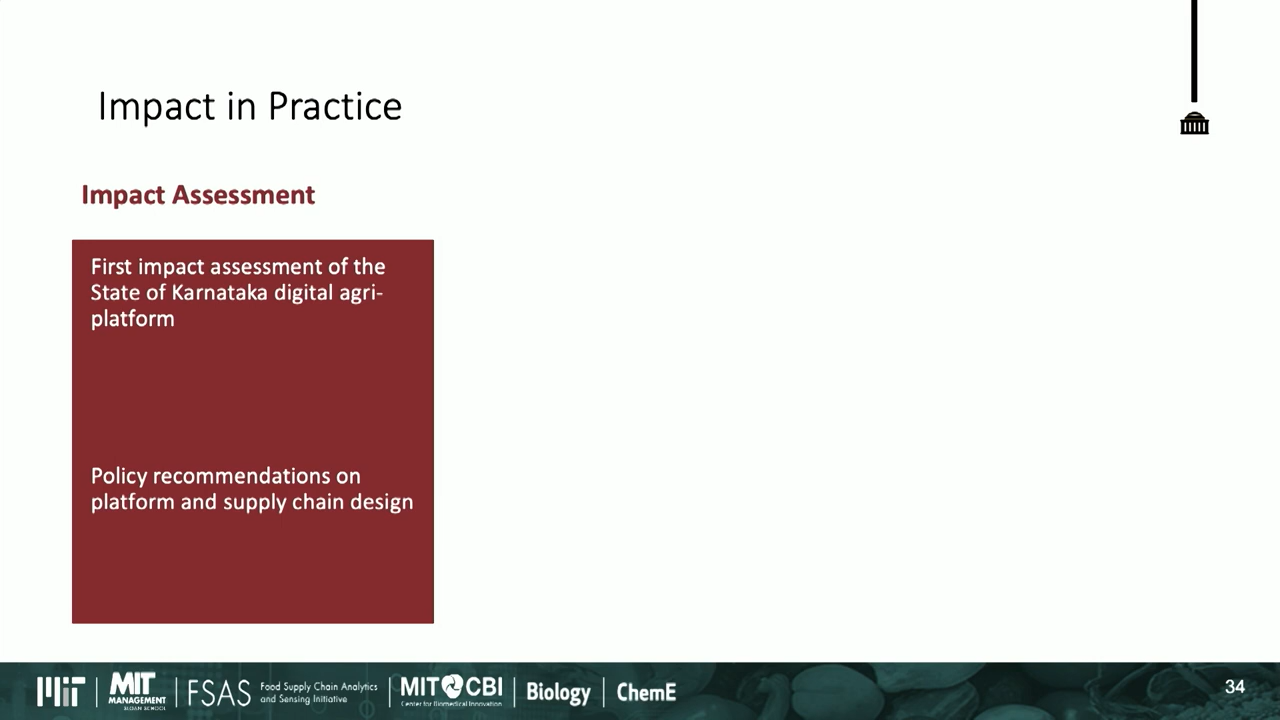 Impact in Practice
Impact Assessment
First impact assessment of the
State of Karnataka digital agri-
platform
Policy recommendations on
platform and supply chain design
MIT
MIT
MANAGEMENT
SLOAN SCHOOL
FSAS
Food Supply Chain Analytics
and Sensing Initiative
MIT CBI
Center for Biomedical Innovation
Biology
ChemE
34